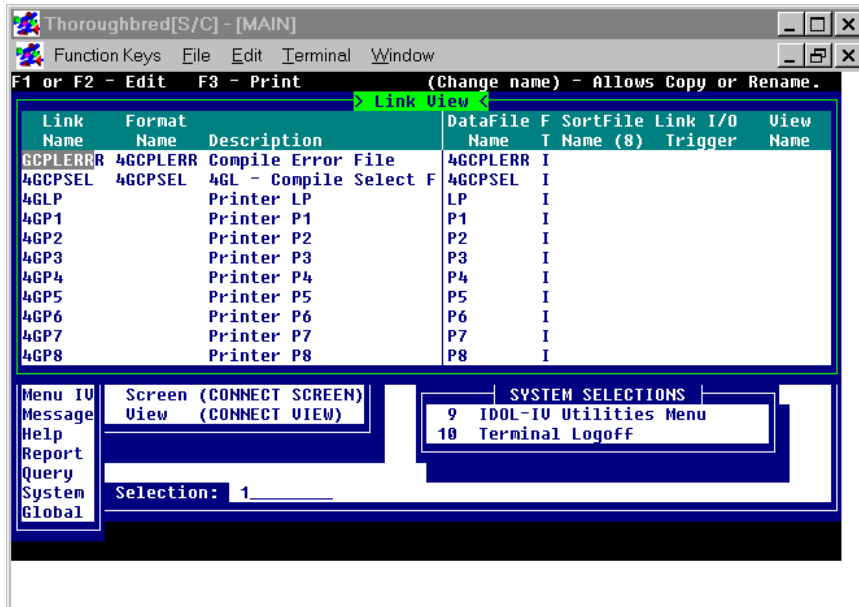 Thoroughbred[S/C] - [MAIN]
Function Keys File Edit Terminal Window
F1 or F2 - Edit F3 - Print (Change name) - Allows Copy or Rename.
> Link View <
Link Format DataFile F SortFile Link I/O View
Name Name Description Name T Name (8) Trigger Name
GCPLERRR 4GCPLERR Compile Error File 4GCPLERR I
4GCPSEL 4GCPSEL 4GL - Compile Select F 4GCPSEL I
4GLP Printer LP LP I
4GP1 Printer P1 P1 I
4GP2 Printer P2 P2 I
4GP3 Printer P3 P3 I
4GP4 Printer P4 P4 I
4GP5 Printer P5 P5 I
4GP6 Printer P6 P6 I
4GP7 Printer P7 P7 I
4GP8 Printer P8 P8 I
Menu IV Screen (CONNECT SCREEN) SYSTEM SELECTIONS
Message View (CONNECT VIEW) 9 IDOL-IV Utilities Menu
Help 10 Terminal Logoff
Report
Query
System Selection: 1_________
Global